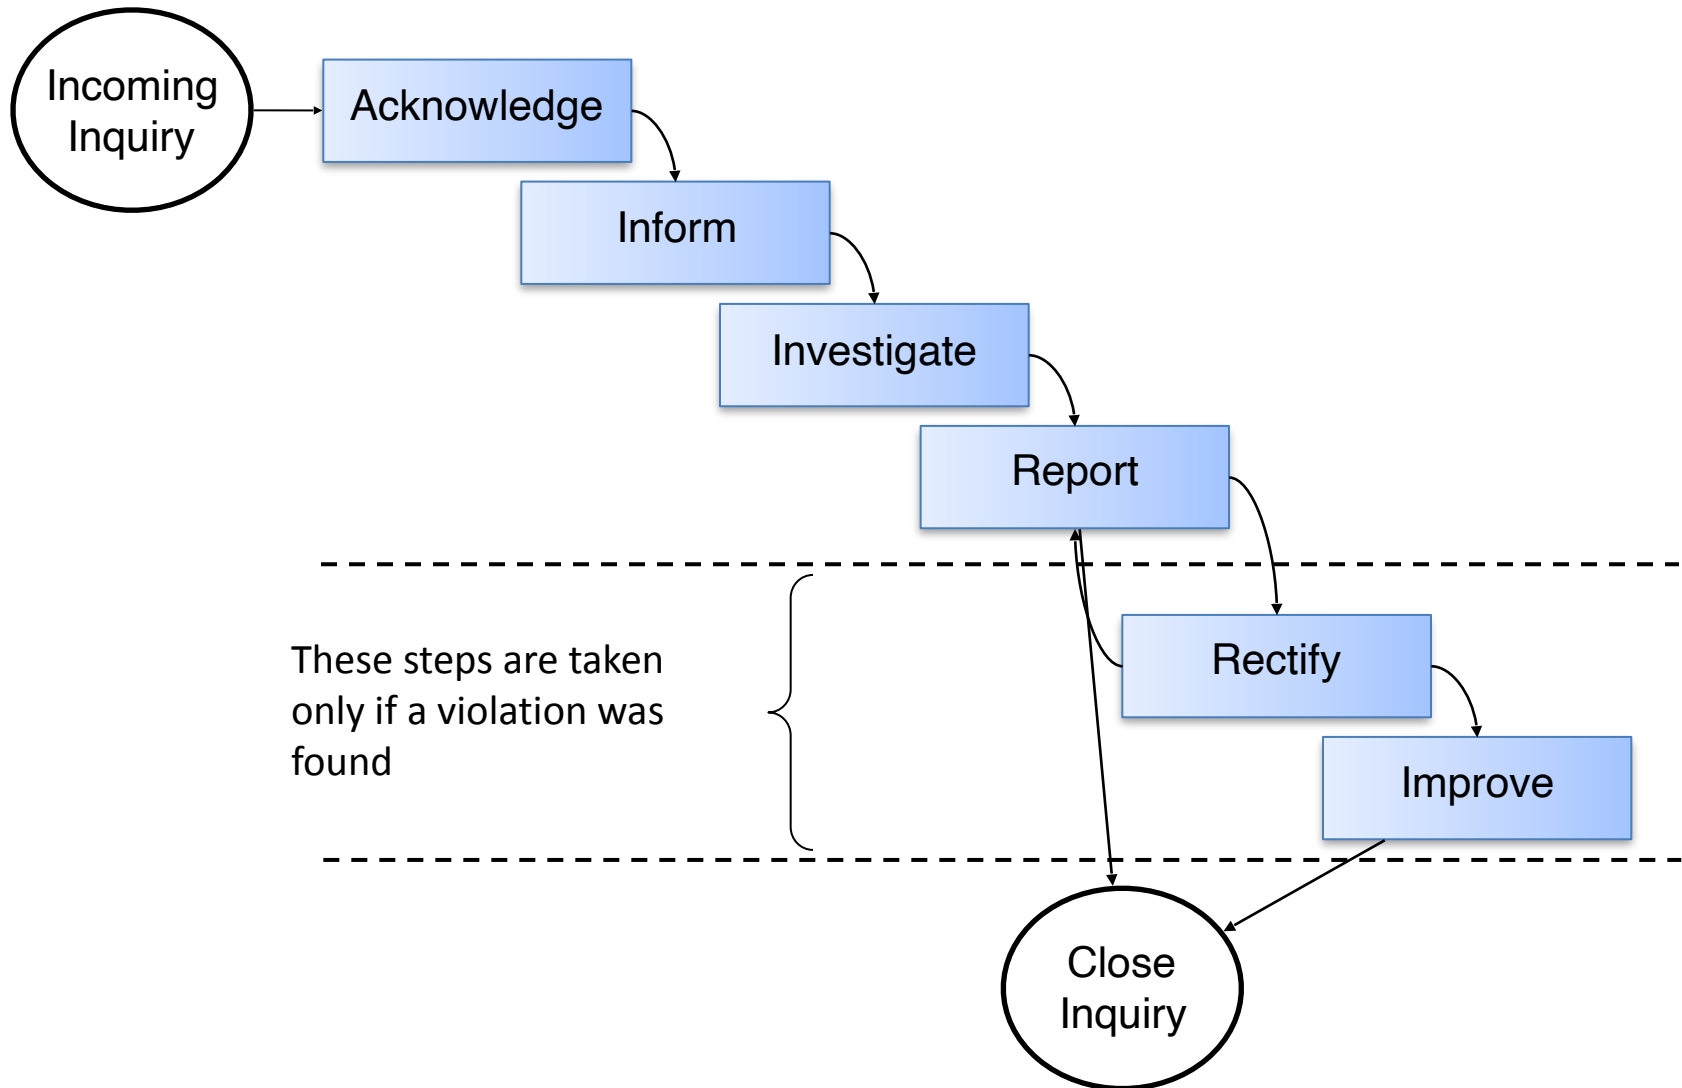 Incoming
Inquiry
Acknowledge
Inform
Investigate
Report
These steps are taken
only if a violation was
found
Rectify
Improve
Close
Inquiry